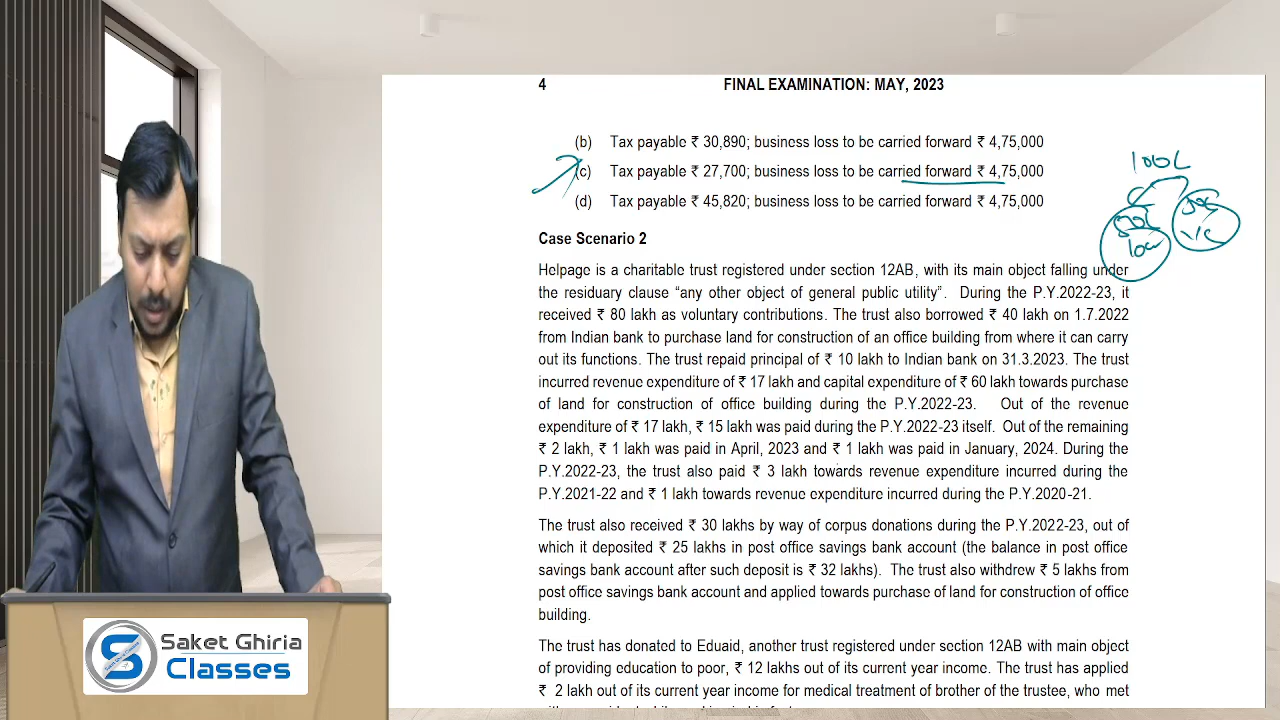 4 FINAL EXAMINATION: MAY, 2023
(b) Tax payable ₹ 30,890; business loss to be carried forward ₹ 4,75,000
(c) Tax payable ₹ 27,700; business loss to be carried forward ₹ 4,75,000
(d) Tax payable ₹ 45,820; business loss to be carried forward ₹ 4,75,000
100L
Case Scenario 2
Helpage is a charitable trust registered under section 12AB, with its main object falling under
the residuary clause “any other object of general public utility”. During the P.Y.2022-23, it
received ₹ 80 lakh as voluntary contributions. The trust also borrowed ₹ 40 lakh on 1.7.2022
from Indian bank to purchase land for construction of an office building from where it can carry
out its functions. The trust repaid principal of ₹ 10 lakh to Indian bank on 31.3.2023. The trust
incurred revenue expenditure of ₹ 17 lakh and capital expenditure of ₹ 60 lakh towards purchase
of land for construction of office building during the P.Y.2022-23. Out of the revenue
expenditure of ₹ 17 lakh, ₹ 15 lakh was paid during the P.Y.2022-23 itself. Out of the remaining
₹ 2 lakh, ₹ 1 lakh was paid in April, 2023 and ₹ 1 lakh was paid in January, 2024. During the
P.Y.2022-23, the trust also paid ₹ 3 lakh towards revenue expenditure incurred during the
P.Y.2021-22 and ₹ 1 lakh towards revenue expenditure incurred during the P.Y.2020-21.
The trust also received ₹ 30 lakhs by way of corpus donations during the P.Y.2022-23, out of
which it deposited ₹ 25 lakhs in post office savings bank account (the balance in post office
savings bank account after such deposit is ₹ 32 lakhs). The trust also withdrew ₹ 5 lakhs from
post office savings bank account and applied towards purchase of land for construction of office
building.
The trust has donated to Eduaid, another trust registered under section 12AB with main object
of providing education to poor, ₹ 12 lakhs out of its current year income. The trust has applied
₹ 2 lakh out of its current year income for medical treatment of brother of the trustee, who met
Saket Ghiria
Classes